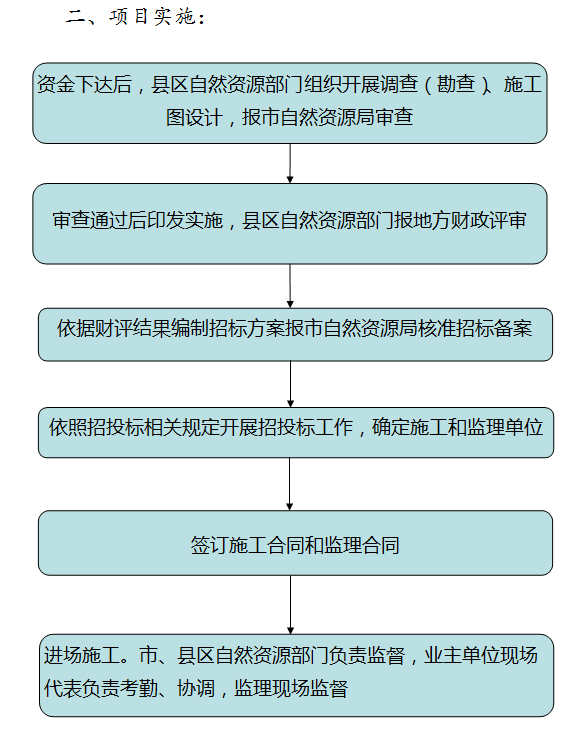 二、项目实施：
资金下达后，县区自然资源部门组织开展调查（勘查）、施工
图设计，报市自然资源局审查
审查通过后印发实施，县区自然资源部门报地方财政评审
依据财评结果编制招标方案报市自然资源局核准招标备案
依照招投标相关规定开展招投标工作，确定施工和监理单位
签订施工合同和监理合同
进场施工。市、县区自然资源部门负责监督，业主单位现场
代表负责考勤、协调，监理现场监督